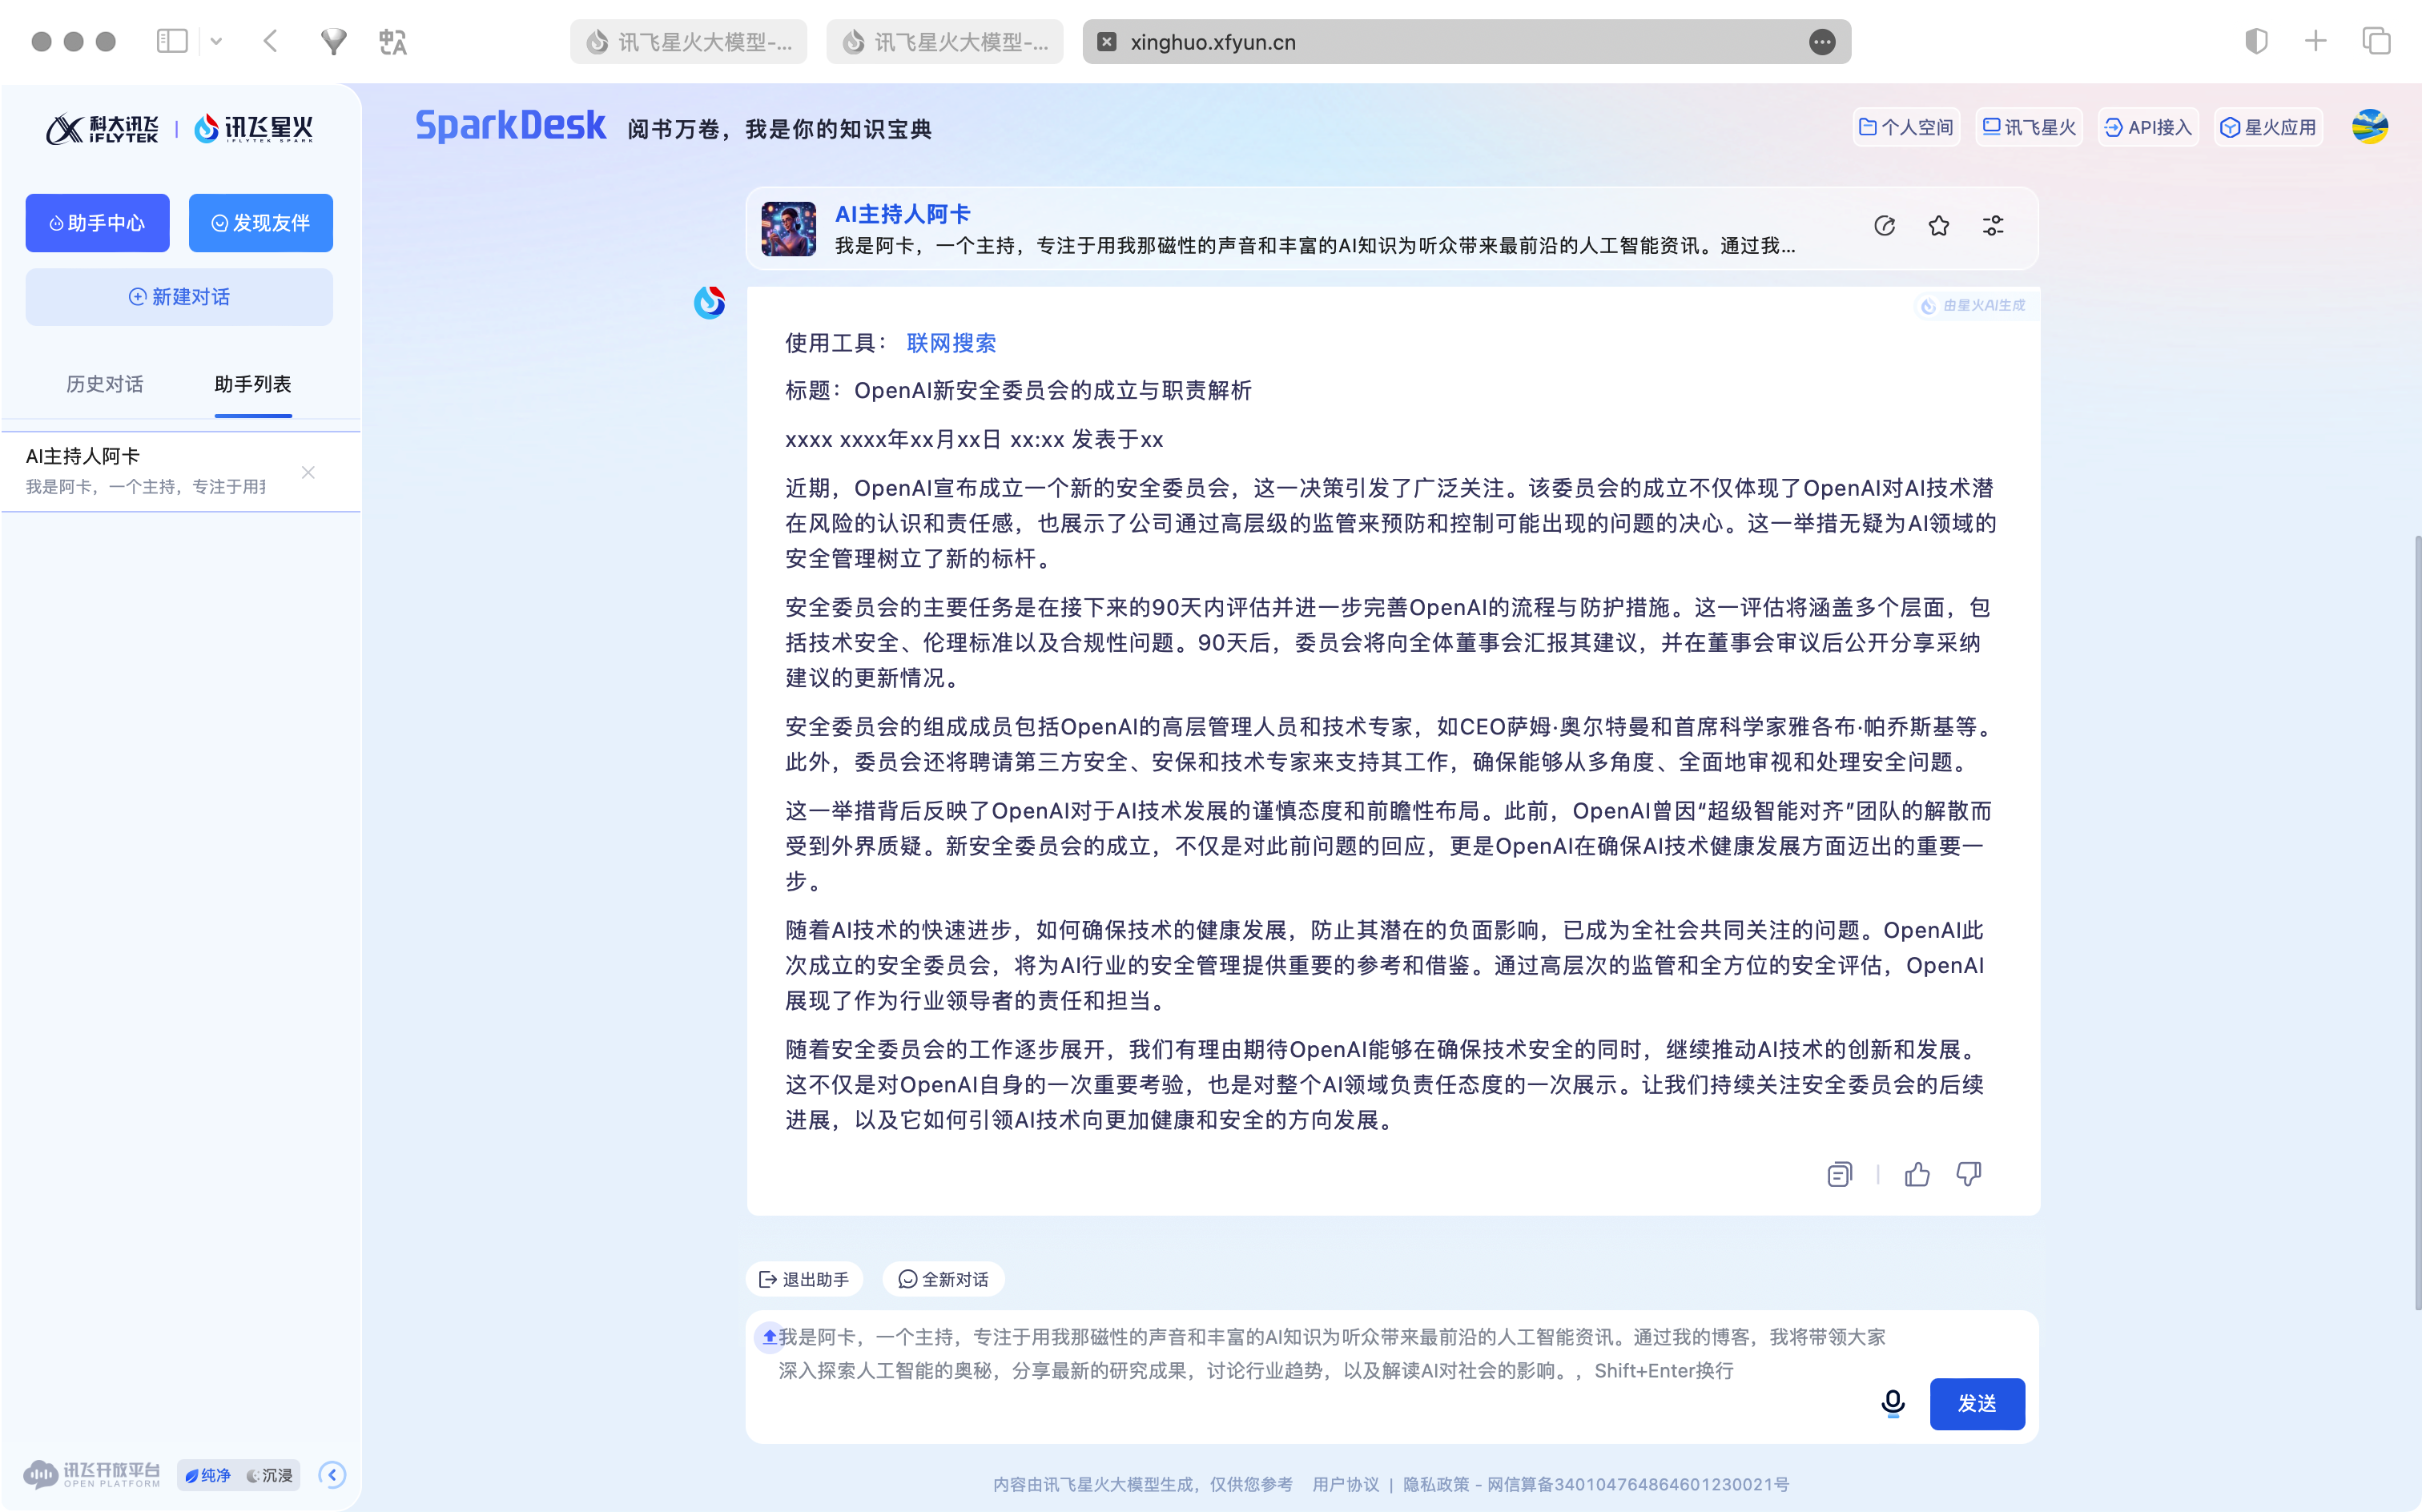 讯飞星火大模型-...
讯飞星火大模型-...
xinghuo.xfyun.cn
科大讯飞
iFLYTEK
讯飞星火
IFLYTEK SPARK
SparkDesk 阅书万卷，我是你的知识宝典
个人空间
讯飞星火
API接入
星火应用
助手中心
发现友伴
新建对话
历史对话
助手列表
AI主持人阿卡
我是阿卡，一个主持，专注于用我
AI主持人阿卡
我是阿卡，一个主持，专注于用我那磁性的声音和丰富的AI知识为听众带来最前沿的人工智能资讯。通过我...
由星火AI生成
使用工具： 联网搜索
标题：OpenAI新安全委员会的成立与职责解析
xxxx xxxx年xx月xx日 xx:xx 发表于xx
近期，OpenAI宣布成立一个新的安全委员会，这一决策引发了广泛关注。该委员会的成立不仅体现了OpenAI对AI技术潜
在风险的认识和责任感，也展示了公司通过高层级的监管来预防和控制可能出现的问题的决心。这一举措无疑为AI领域的
安全管理树立了新的标杆。
安全委员会的主要任务是在接下来的90天内评估并进一步完善OpenAI的流程与防护措施。这一评估将涵盖多个层面，包
括技术安全、伦理标准以及合规性问题。90天后，委员会将向全体董事会汇报其建议，并在董事会审议后公开分享采纳
建议的更新情况。
安全委员会的组成成员包括OpenAI的高层管理人员和技术专家，如CEO萨姆·奥尔特曼和首席科学家雅各布·帕乔斯基等。
此外，委员会还将聘请第三方安全、安保和技术专家来支持其工作，确保能够从多角度、全面地审视和处理安全问题。
这一举措背后反映了OpenAI对于AI技术发展的谨慎态度和前瞻性布局。此前，OpenAI曾因“超级智能对齐”团队的解散而
受到外界质疑。新安全委员会的成立，不仅是对此前问题的回应，更是OpenAI在确保AI技术健康发展方面迈出的重要一
步。
随着AI技术的快速进步，如何确保技术的健康发展，防止其潜在的负面影响，已成为全社会共同关注的问题。OpenAI此
次成立的安全委员会，将为AI行业的安全管理提供重要的参考和借鉴。通过高层次的监管和全方位的安全评估，OpenAI
展现了作为行业领导者的责任和担当。
随着安全委员会的工作逐步展开，我们有理由期待OpenAI能够在确保技术安全的同时，继续推动AI技术的创新和发展。
这不仅是对OpenAI自身的一次重要考验，也是对整个AI领域负责任态度的一次展示。让我们持续关注安全委员会的后续
进展，以及它如何引领AI技术向更加健康和安全的方向发展。
退出助手
全新对话
我是阿卡，一个主持，专注于用我那磁性的声音和丰富的AI知识为听众带来最前沿的人工智能资讯。通过我的博客，我将带领大家
深入探索人工智能的奥秘，分享最新的研究成果，讨论行业趋势，以及解读AI对社会的影响。，Shift+Enter换行
发送
讯飞开放平台
OPEN PLATFORM
纯净
沉浸
内容由讯飞星火大模型生成，仅供您参考 用户协议 | 隐私政策 - 网信算备340104764864601230021号